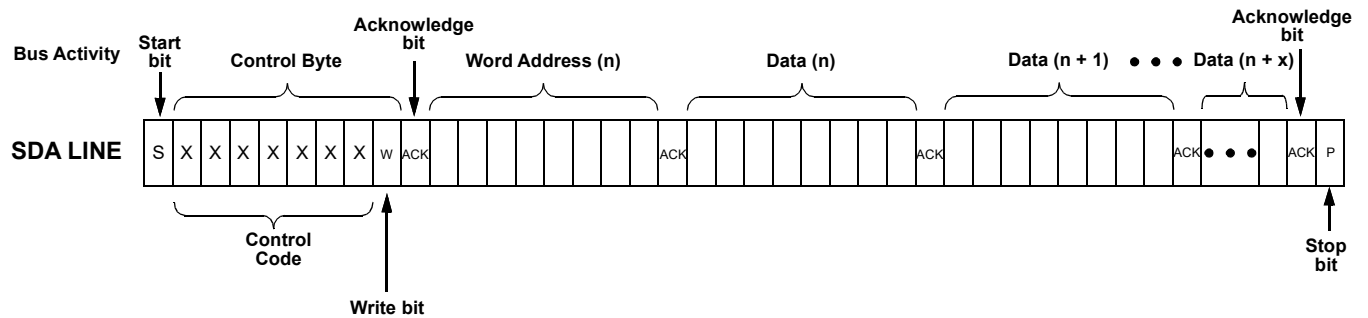 Bus Activity
Start
bit
Control Byte
Acknowledge
bit
Word Address (n)
Data (n)
Data (n + 1) • • • Data (n + x)
Acknowledge
bit
SDA LINE
S X X X X X X X W ACK ACK ACK ACK • • • ACK P
Control
Code
Write bit
Stop
bit